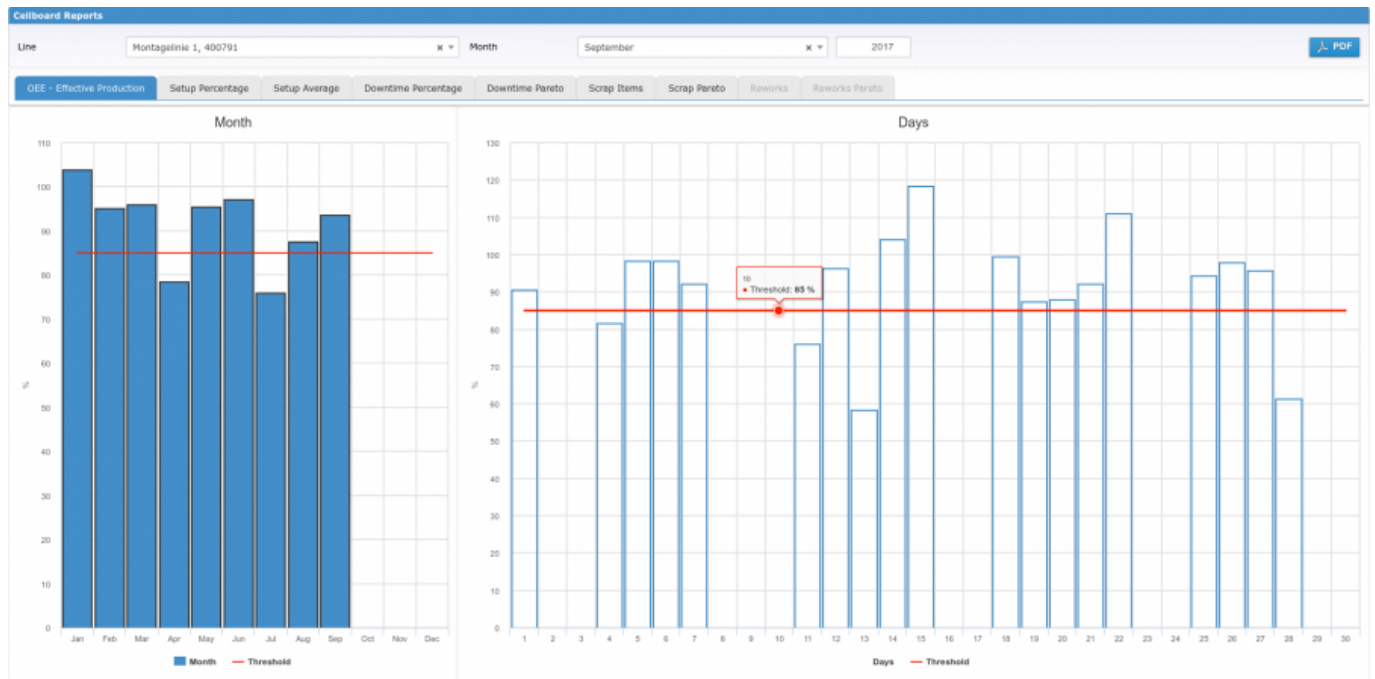 Cellboard Reports
Line Montagelinie 1, 400791 Month September 2017 PDF
OEE - Effective Production Setup Percentage Setup Average Downtime Percentage Downtime Pareto Scrap Items Scrap Pareto Reworks Reworks Pareto
Month
110
100
90
80
70
60
50
40
30
20
10
0
%
Jan Feb Mar Apr May Jun Jul Aug Sep Oct Nov Dec
Month Threshold
Days
130
120
110
100
90
80
70
60
50
40
30
20
10
0
%
10
Threshold: 85 %
1 2 3 4 5 6 7 8 9 10 11 12 13 14 15 16 17 18 19 20 21 22 23 24 25 26 27 28 29 30
Days Threshold